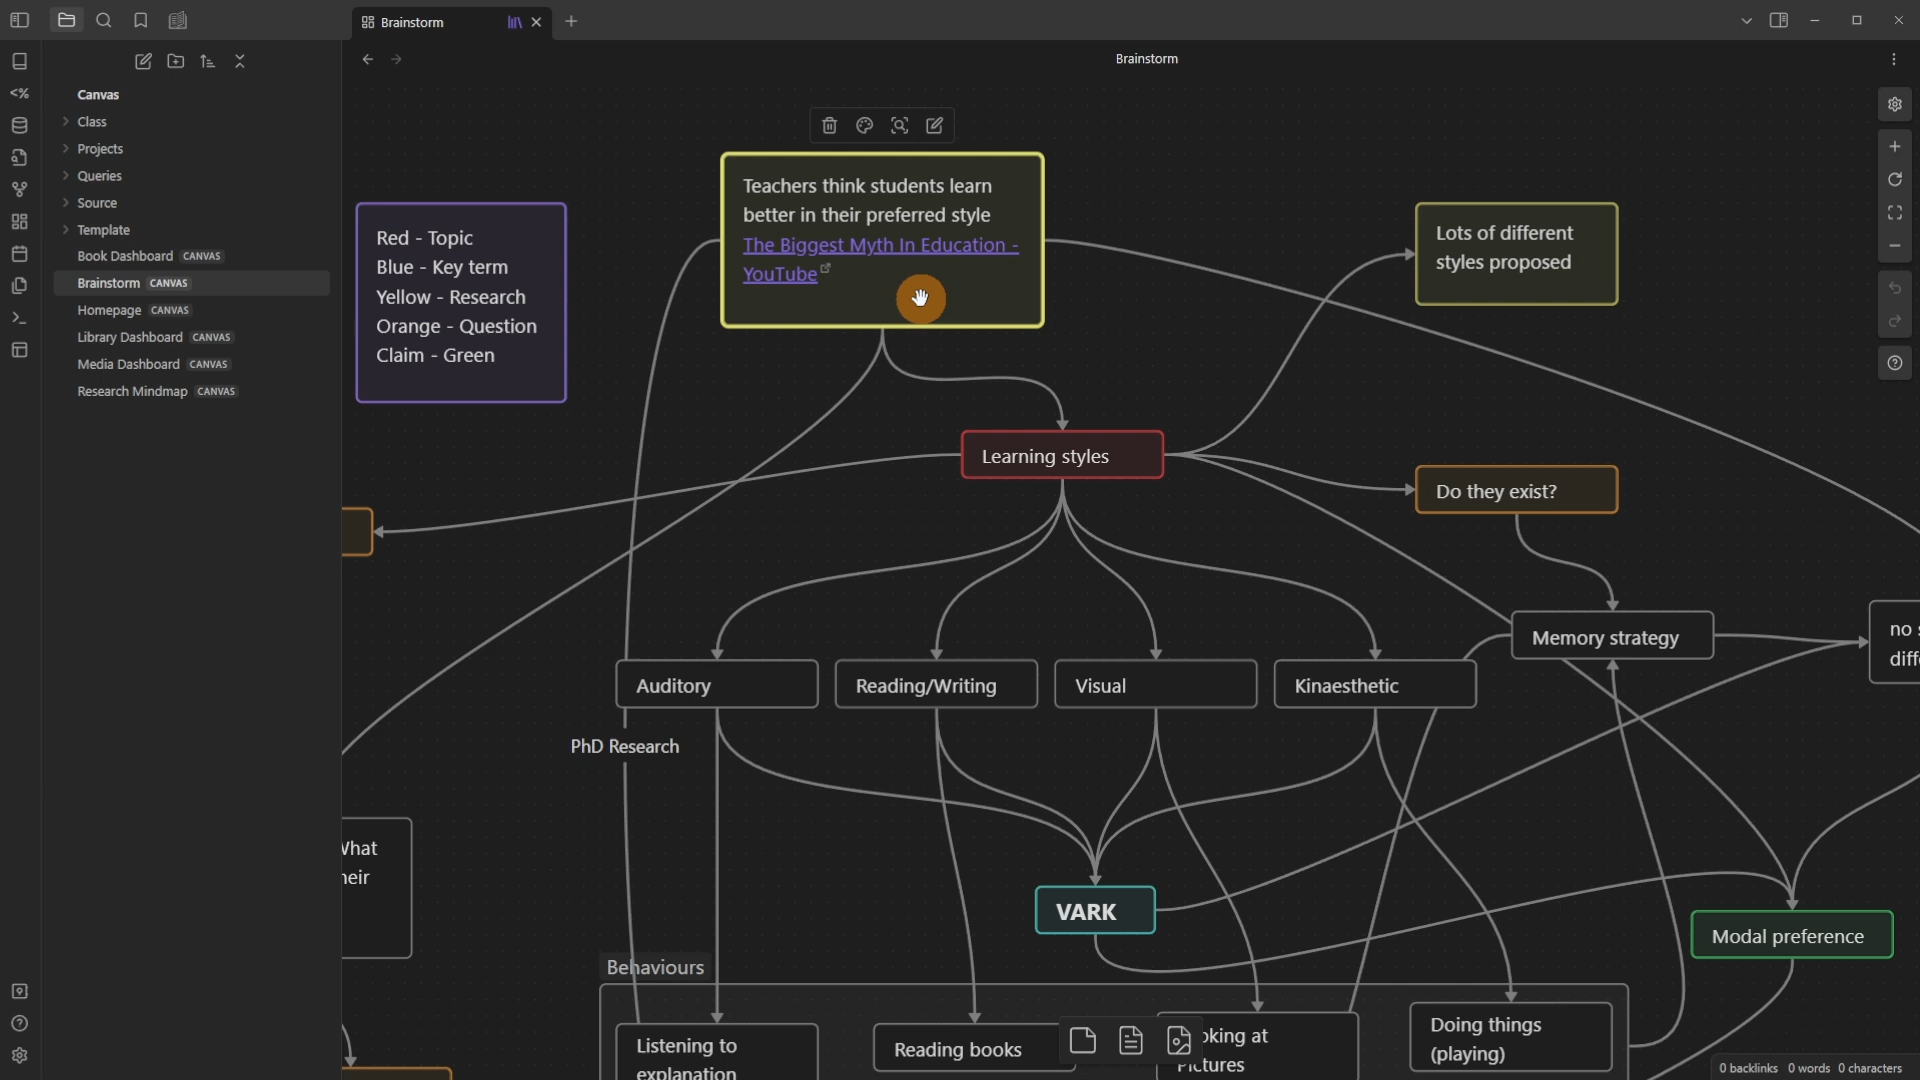 Brainstorm
Brainstorm
Canvas
Class
Projects
Queries
Source
Template
Book Dashboard CANVAS
Brainstorm CANVAS
Homepage CANVAS
Library Dashboard CANVAS
Media Dashboard CANVAS
Research Mindmap CANVAS
Teachers think students learn
better in their preferred style
The Biggest Myth In Education -
YouTube
Red - Topic
Blue - Key term
Yellow - Research
Orange - Question
Claim - Green
Lots of different
styles proposed
Learning styles
Do they exist?
Memory strategy
no
Auditory
Reading/Writing
Visual
Kinaesthetic
PhD Research
VARK
Modal preference
Behaviours
Listening to
explanation
Reading books
at
Doing things
(playing)
0 backlinks 0 words 0 characters